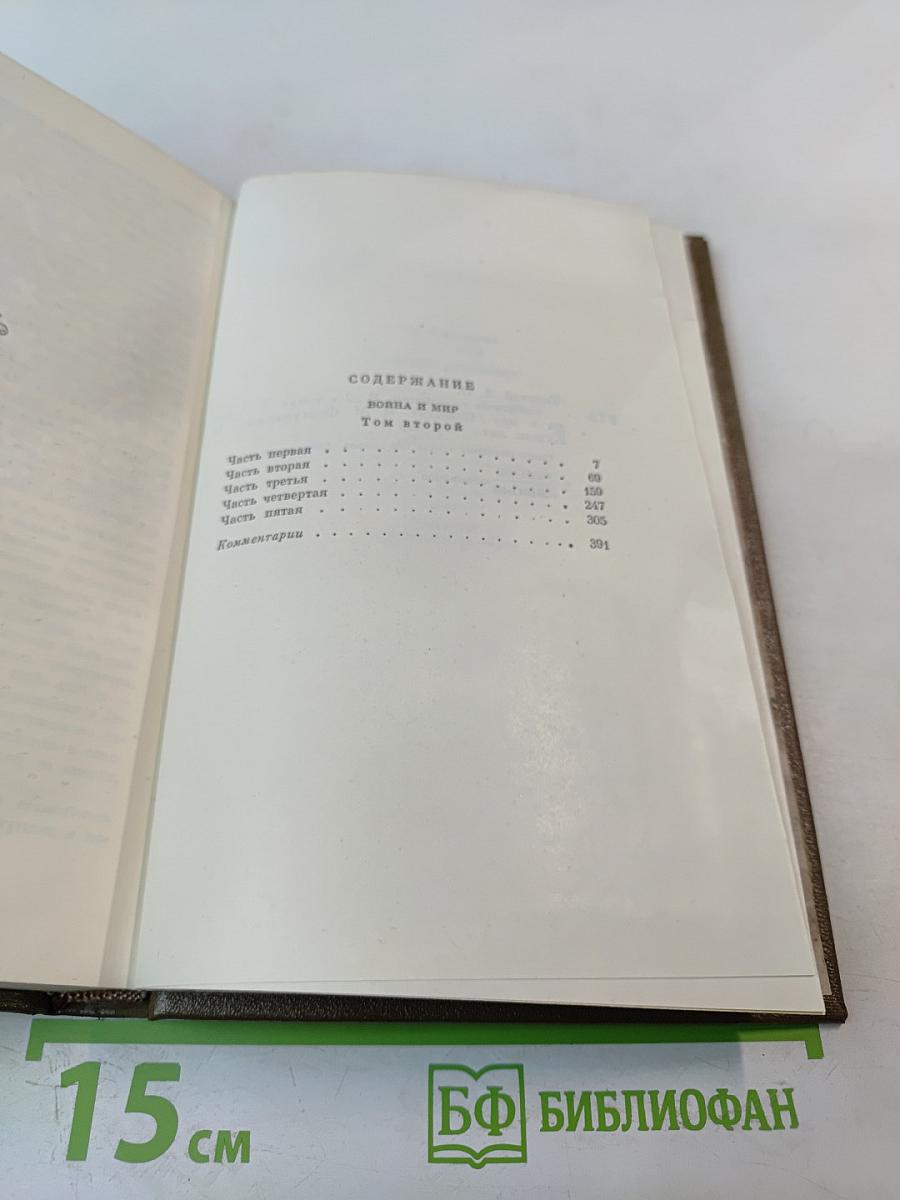 СОДЕРЖАНИЕ
ВОЙНА И МИР
Том второй
Часть первая . . . . . . . . . . . . . . . 7
Часть вторая . . . . . . . . . . . . . . . 69
Часть третья . . . . . . . . . . . . . . . 159
Часть четвертая . . . . . . . . . . . . . . 247
Часть пятая . . . . . . . . . . . . . . . 305
Комментарии . . . . . . . . . . . . . . . . 391
15 см
БФ БИБЛИОФАН